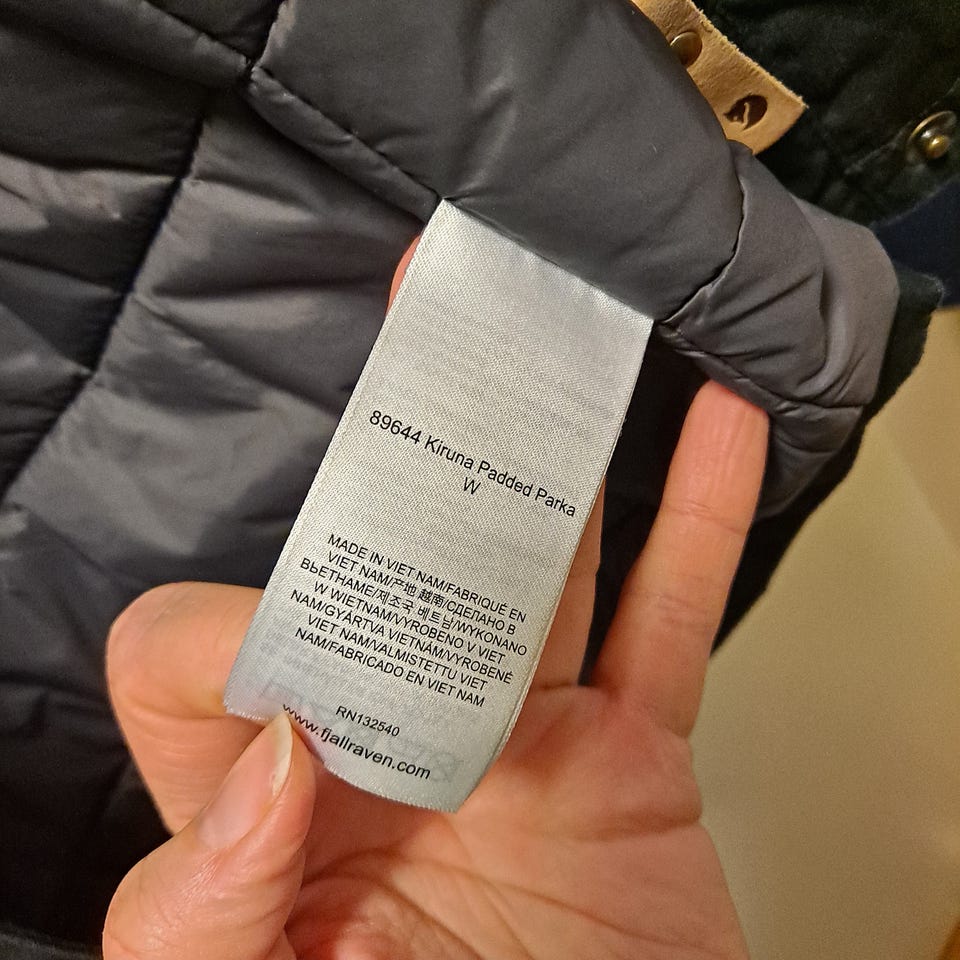 89644 Kiruna Padded Parka
W
MADE IN VIET NAM/FABRIQUÉ EN
VIET NAM/产地 越南/СДЕЛАНО В
ВЬЕТНАМЕ/제조국 베트남/WYKONANO
W WIETNAM/VYROBENO V VIET
NAM/GYÁRTVA VIETNÁM/VYROBENÉ
VIET NAM/VALMISTETTU VIET
NAM/FABRICADO EN VIET NAM
RN132540
www.fjallraven.com